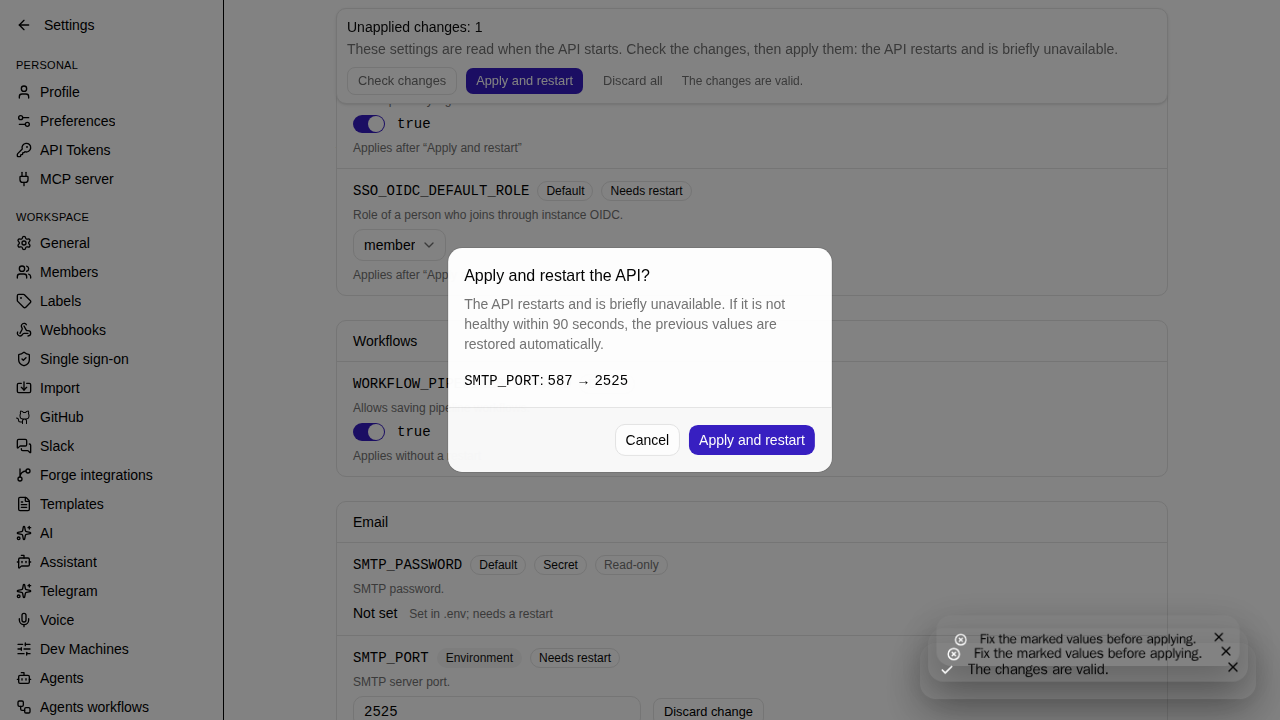 Settings
PERSONAL
Profile
Preferences
API Tokens
MCP server
WORKSPACE
General
Members
Labels
Webhooks
Single sign-on
Import
GitHub
Slack
Forge integrations
Templates
AI
Assistant
Telegram
Voice
Dev Machines
Agents
Agents workflows
Unapplied changes: 1
These settings are read when the API starts. Check the changes, then apply them: the API restarts and is briefly unavailable.
Check changes Apply and restart Discard all The changes are valid.
true
Applies after “Apply and restart”
SSO_OIDC_DEFAULT_ROLE Default Needs restart
Role of a person who joins through instance OIDC.
member
Applies after
Apply and restart the API?
The API restarts and is briefly unavailable. If it is not
healthy within 90 seconds, the previous values are
restored automatically.
SMTP_PORT: 587 → 2525
Cancel Apply and restart
Workflows
Allows saving
true
Applies without a
Email
SMTP_PASSWORD Default Secret Read-only
SMTP password.
Not set Set in .env; needs a restart
SMTP_PORT Environment Needs restart
SMTP server port.
2525 Discard change
Fix the marked values before applying.
Fix the marked values before applying.
The changes are valid.